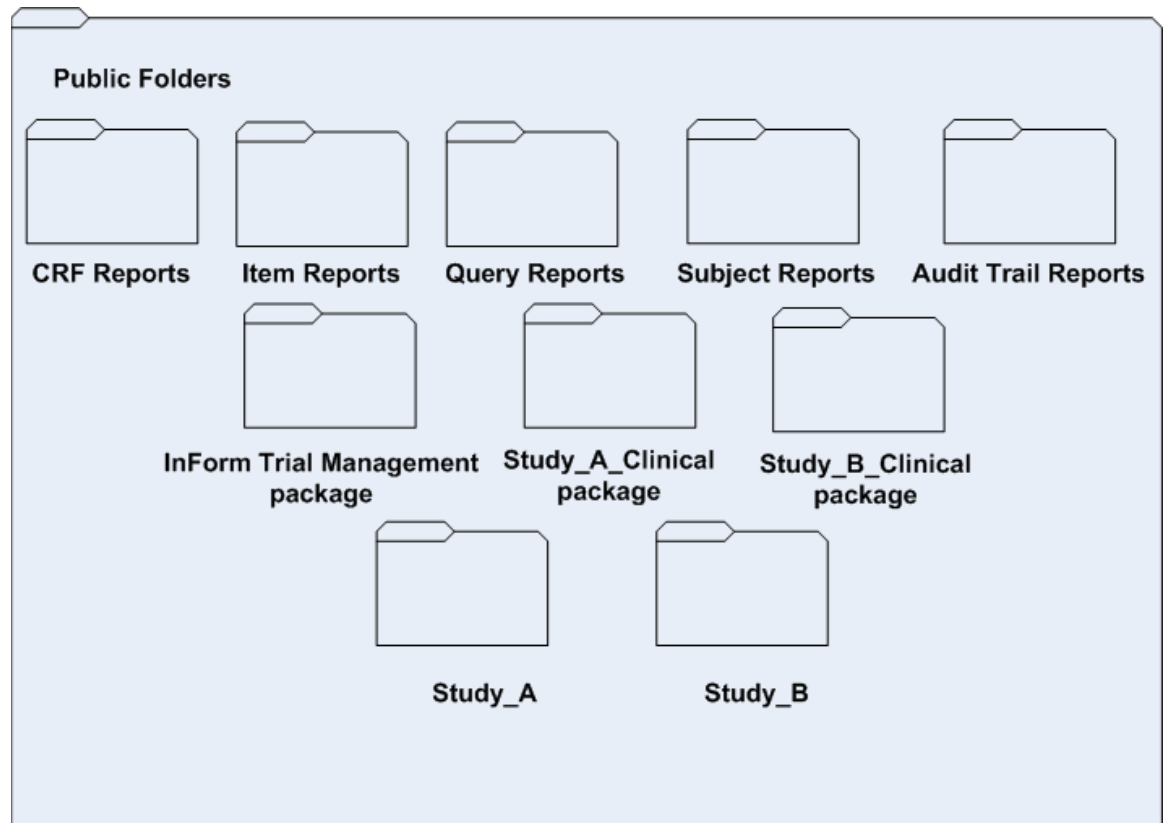 Public Folders
CRF Reports
Item Reports
Query Reports
Subject Reports
Audit Trail Reports
InForm Trial Management
package
Study_A_Clinical
package
Study_B_Clinical
package
Study_A
Study_B